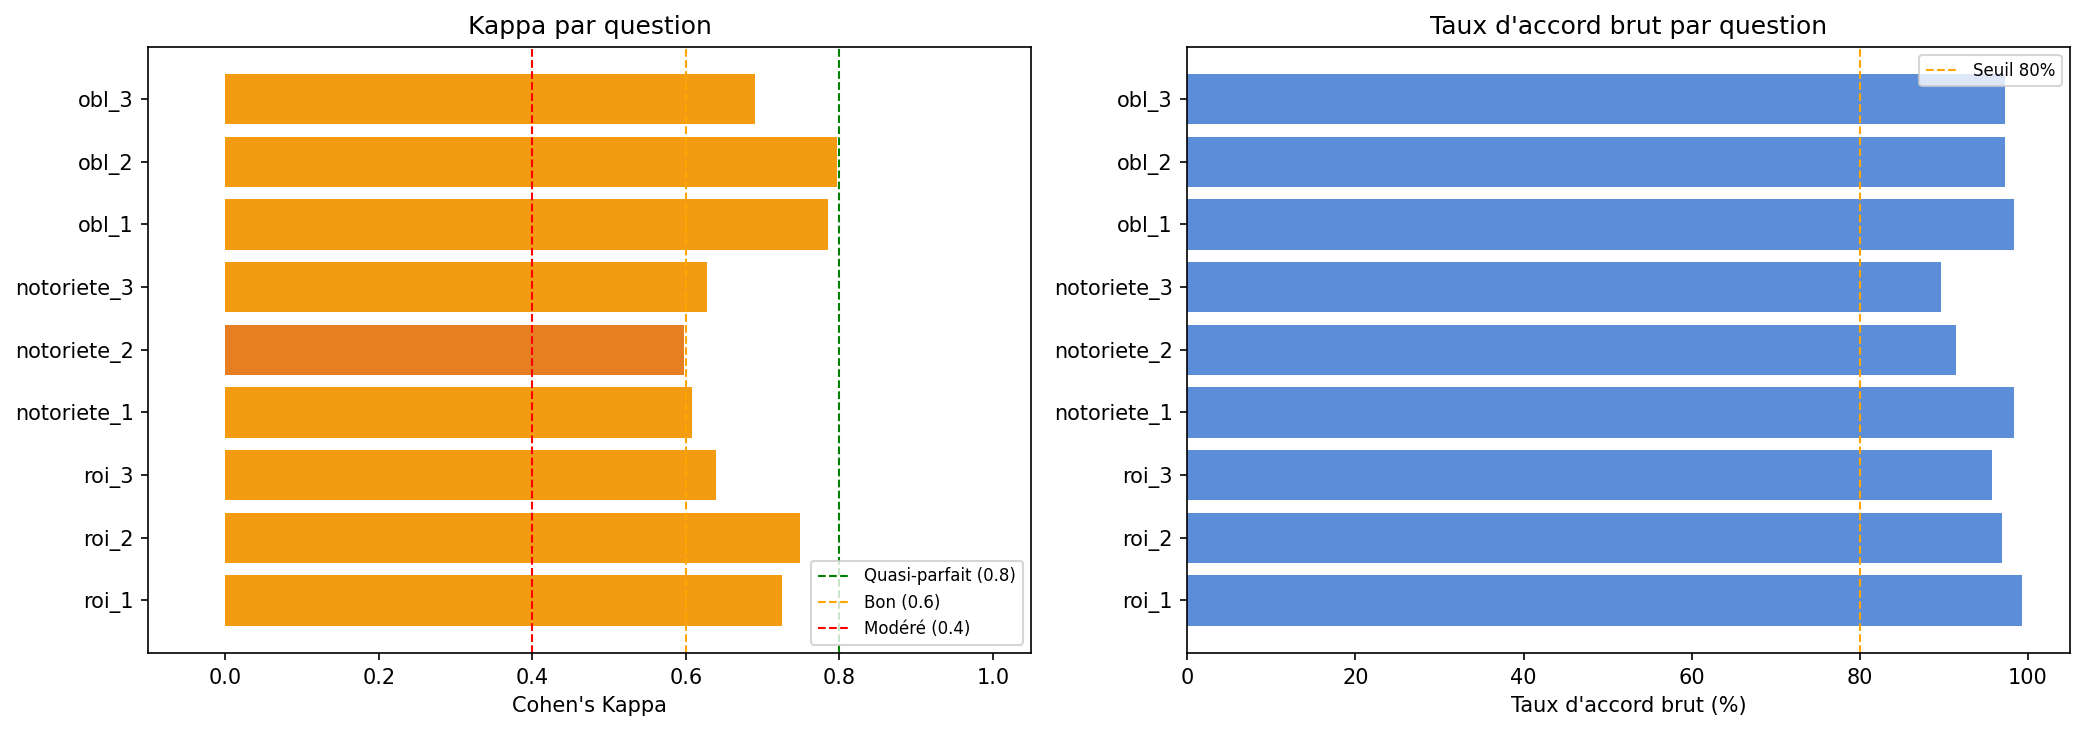 Kappa par question
obl_3
obl_2
obl_1
notoriete_3
notoriete_2
notoriete_1
roi_3
roi_2
roi_1
Quasi-parfait (0.8)
Bon (0.6)
Modéré (0.4)
0.0 0.2 0.4 0.6 0.8 1.0
Cohen's Kappa
Taux d'accord brut par question
Seuil 80%
obl_3
obl_2
obl_1
notoriete_3
notoriete_2
notoriete_1
roi_3
roi_2
roi_1
0 20 40 60 80 100
Taux d'accord brut (%)